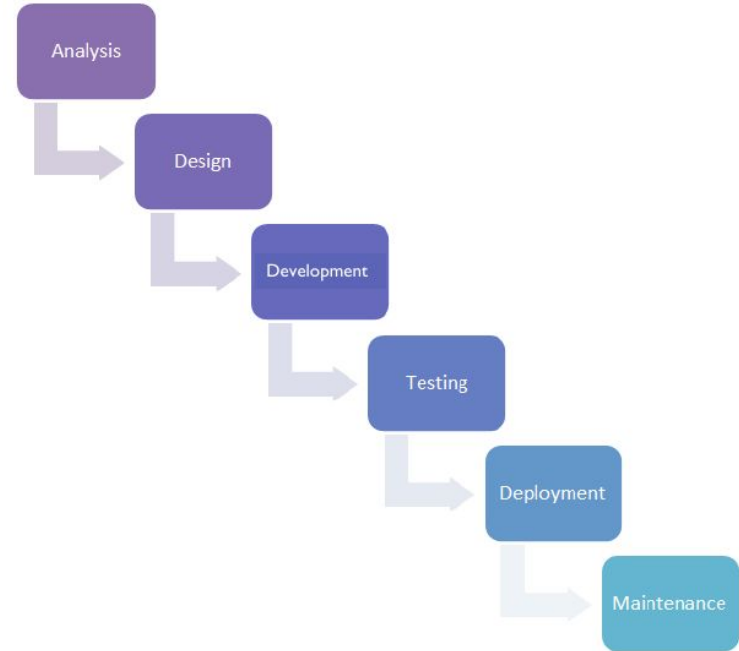 Analysis
Design
Development
Testing
Deployment
Maintenance